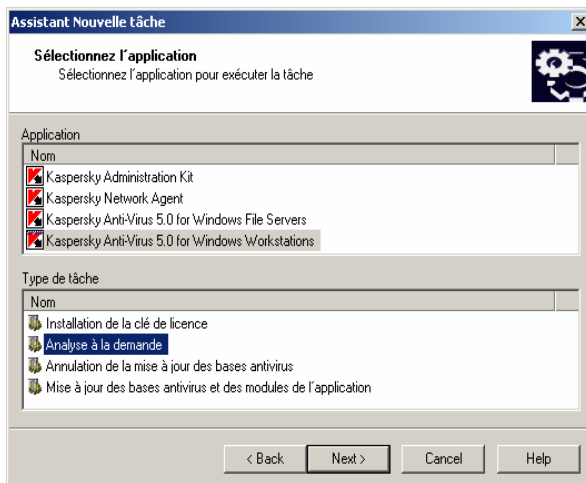 Assistant Nouvelle tâche
Sélectionnez l'application
Sélectionnez l'application pour exécuter la tâche
Application
Nom
Kaspersky Administration Kit
Kaspersky Network Agent
Kaspersky Anti-Virus 5.0 for Windows File Servers
Kaspersky Anti-Virus 5.0 for Windows Workstations
Type de tâche
Nom
Installation de la clé de licence
Analyse à la demande
Annulation de la mise à jour des bases antivirus
Mise à jour des bases antivirus et des modules de l'application
< Back Next > Cancel Help